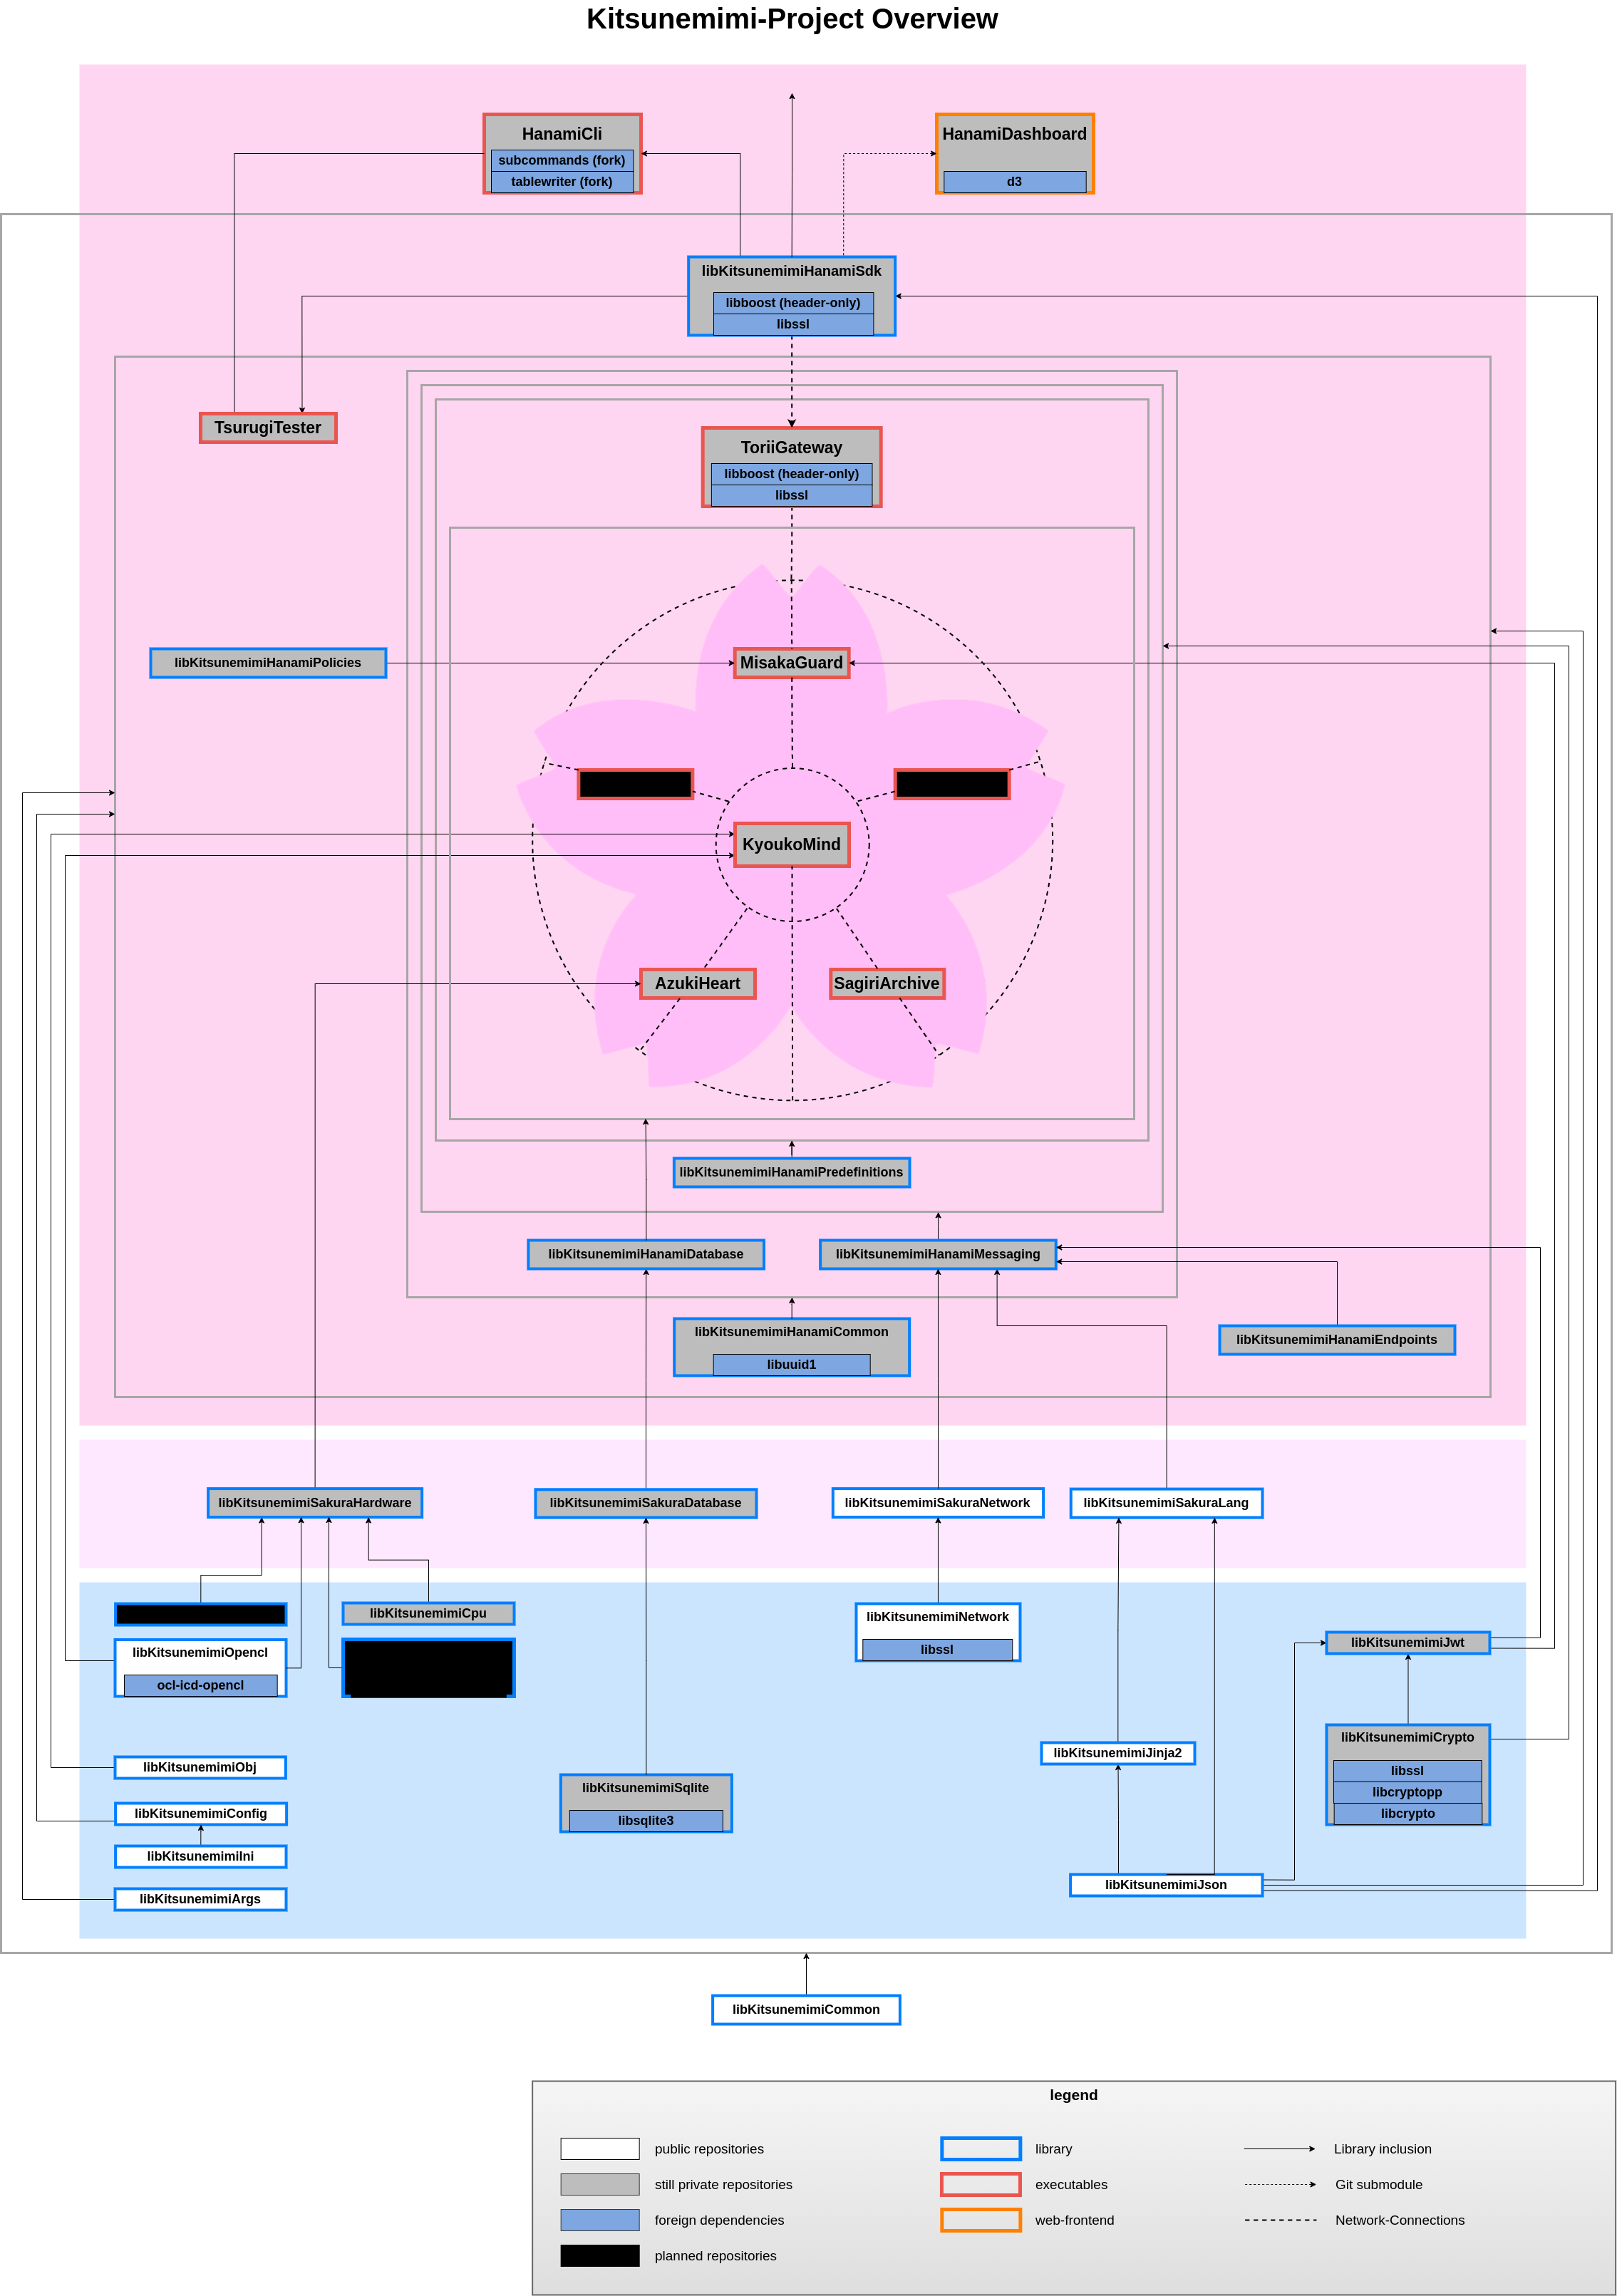 Kitsunemimi-Project Overview
HanamiCli
subcommands (fork)
tablewriter (fork)
HanamiDashboard
d3
libKitsunemimiHanamiSdk
libboost (header-only)
libssl
TsurugiTester
ToriiGateway
libboost (header-only)
libssl
libKitsunemimiHanamiPolicies
MisakaGuard
KyoukoMind
AzukiHeart
SagiriArchive
libKitsunemimiHanamiPredefinitions
libKitsunemimiHanamiDatabase
libKitsunemimiHanamiMessaging
libKitsunemimiHanamiCommon
libuuid1
libKitsunemimiHanamiEndpoints
libKitsunemimiSakuraHardware
libKitsunemimiSakuraDatabase
libKitsunemimiSakuraNetwork
libKitsunemimiSakuraLang
libKitsunemimiCpu
libKitsunemimiOpencl
ocl-icd-opencl
libKitsunemimiNetwork
libssl
libKitsunemimiJwt
libKitsunemimiObj
libKitsunemimiConfig
libKitsunemimiIni
libKitsunemimiArgs
libKitsunemimiSqlite
libsqlite3
libKitsunemimiJinja2
libKitsunemimiCrypto
libssl
libcryptopp
libcrypto
libKitsunemimiJson
libKitsunemimiCommon
legend
public repositories
still private repositories
foreign dependencies
planned repositories
library
executables
web-frontend
Library inclusion
Git submodule
Network-Connections